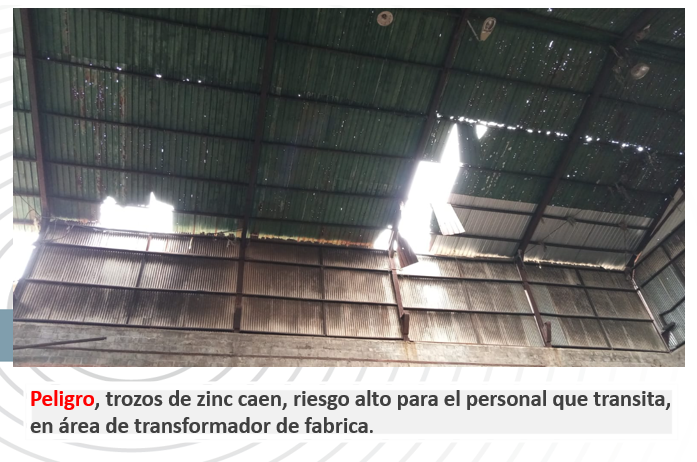 Peligro, trozos de zinc caen, riesgo alto para el personal que transita,
en área de transformador de fabrica.